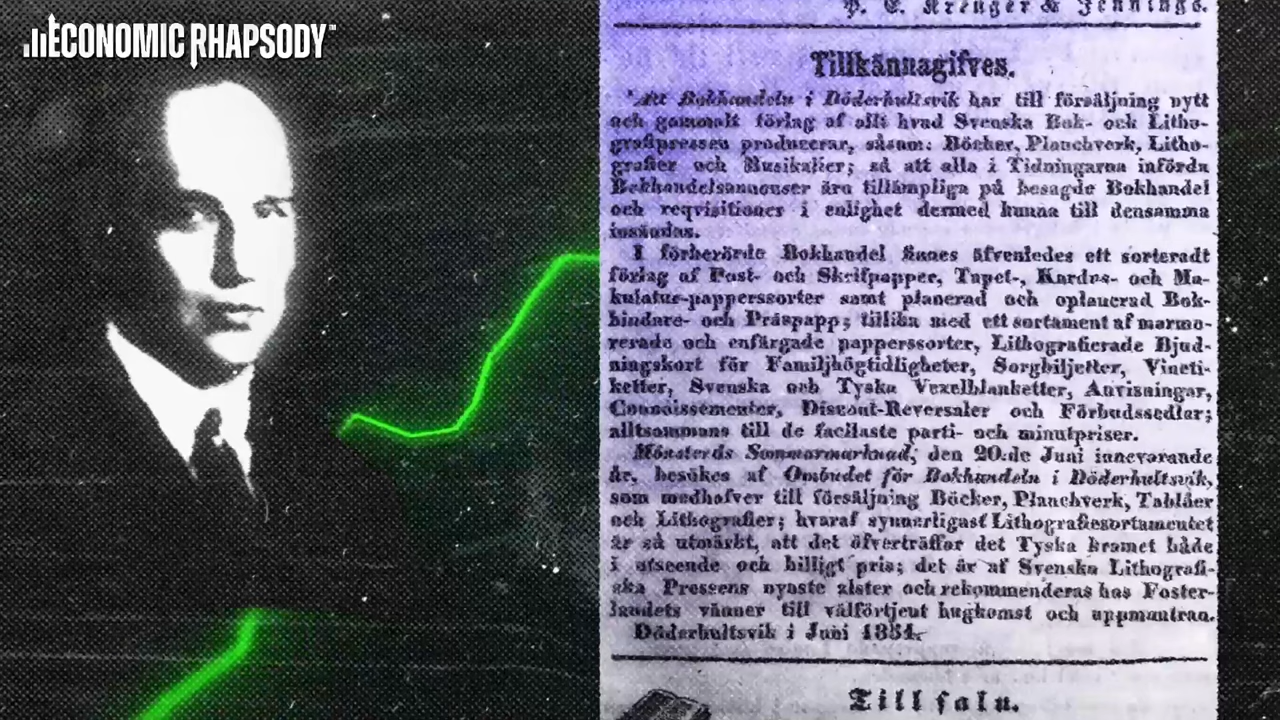 ECONOMIC RHAPSODY™
P. E. Kreuger & Jennings.
Tillkännagifves.
Att Bokhandeln i Döderhultsvik har till försäljning nytt
och gammalt förlag af allt hvad Svenska Bok- och Litho-
grafipressen producerar, såsom: Böcker, Planchverk, Litho-
grafier och Musikalier; så att alla i Tidningarna införda
Bokhandelsannonser äro tillämpliga på besagde Bokhandel
och reqvisitioner i enlighet dermed kunna till densamma
insändas.
I förberörde Bokhandel finnes äfvenledes ett sorteradt
förlag af Post- och Skrifpapper, Tapet-, Kardus- och Ma-
kulatur-papperssorter samt planerad och oplanerad Bok-
bindare- och Präspapp; tillika med ett sortament af marmo-
rerade och enfärgade papperssorter, Lithografierade Bjud-
ningskort för Familjhögtidligheter, Sorgbiljetter, Vineti-
ketter, Svenska och Tyska Vexelblanketter, Anvisningar,
Connoissementer, Discont-Reversaler och Förbudssedlar;
alltsammans till de facilaste parti- och minutpriser.
Mönsterås Sommarmarknad, den 20:de Juni innevarande
år, besökes af Ombudet för Bokhandeln i Döderhultsvik,
som medhafver till försäljning Böcker, Planchverk, Tablåer
och Lithografier; hvaraf synnerligast Lithografiesortamentet
är så utmärkt, att det öfverträffar det Tyska kramet både
i utseende och billigt pris; det är af Svenska Lithografi-
ska Pressens nyaste alster och rekommenderas hos Foster-
landets vänner till välförtjent hugkomst och uppmuntran.
Döderhultsvik i Juni 1851.
Till salu.